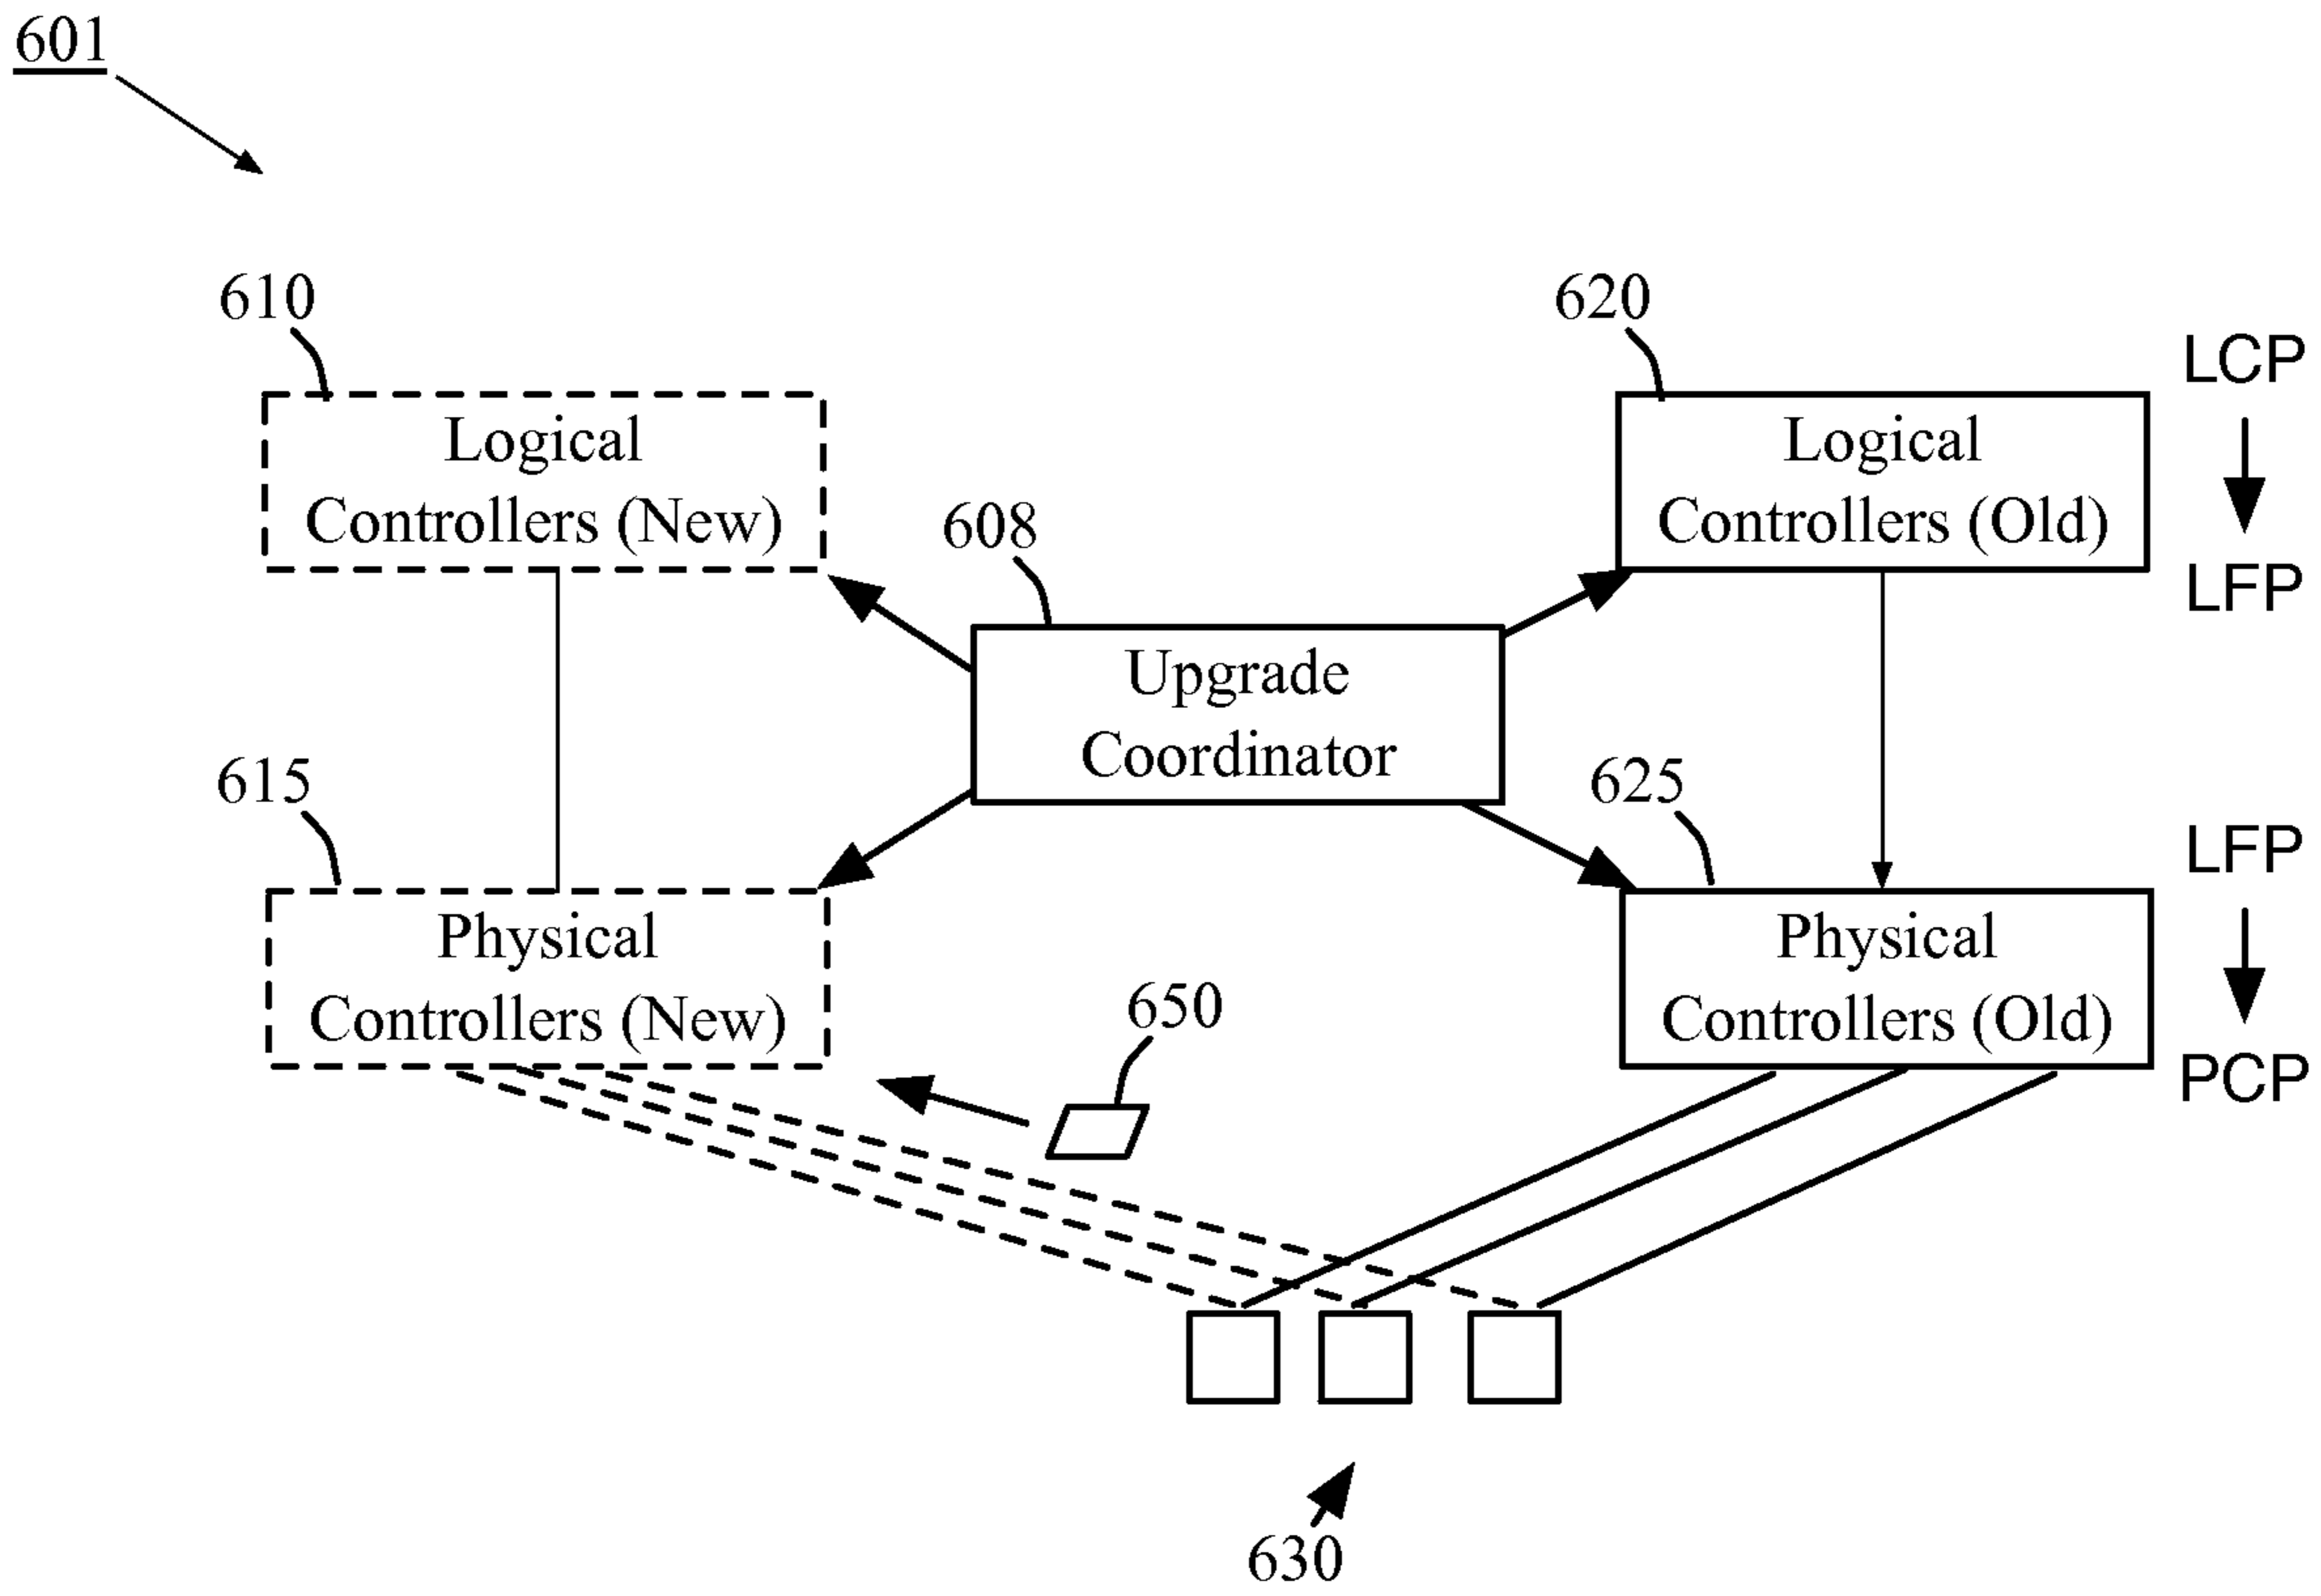 601
610
620
LCP
Logical
Controllers (New)
Logical
Controllers (Old)
608
LFP
Upgrade
Coordinator
615
625
LFP
Physical
Controllers (New)
Physical
Controllers (Old)
650
PCP
630